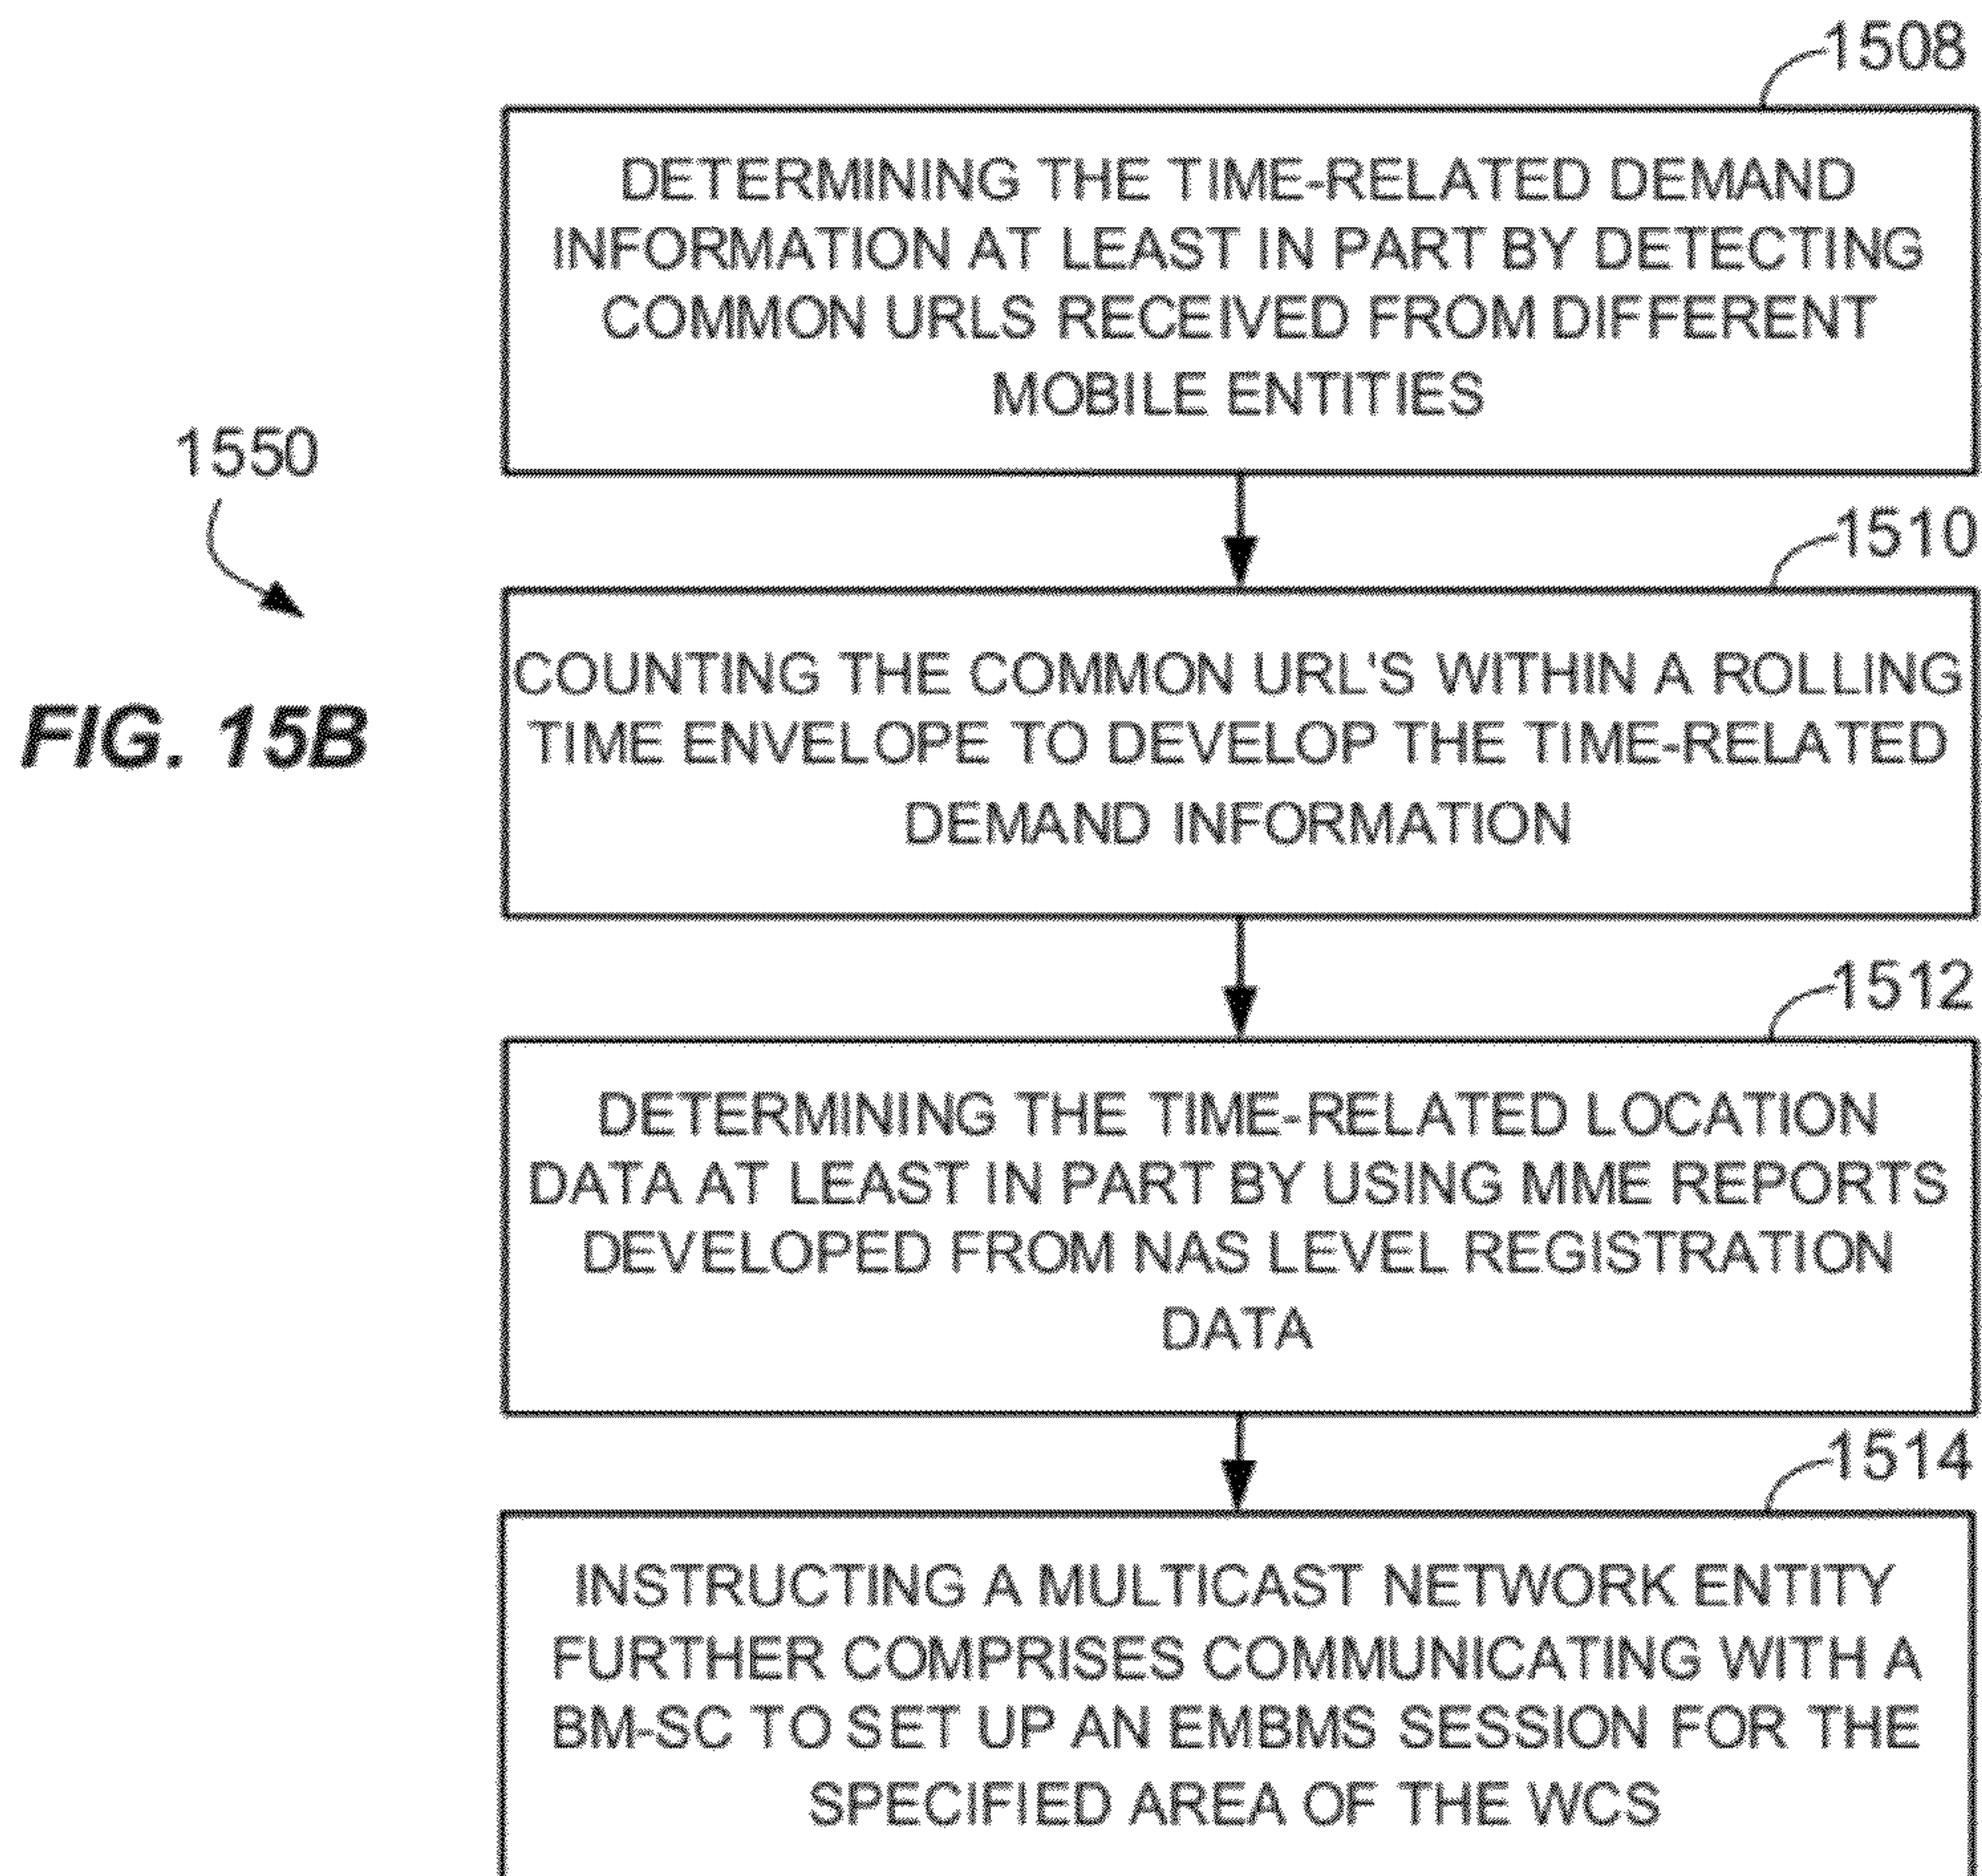 1508
DETERMINING THE TIME-RELATED DEMAND
INFORMATION AT LEAST IN PART BY DETECTING
COMMON URLS RECEIVED FROM DIFFERENT
MOBILE ENTITIES
1550
1510
COUNTING THE COMMON URL'S WITHIN A ROLLING
TIME ENVELOPE TO DEVELOP THE TIME-RELATED
DEMAND INFORMATION
FIG. 15B
1512
DETERMINING THE TIME-RELATED LOCATION
DATA AT LEAST IN PART BY USING MME REPORTS
DEVELOPED FROM NAS LEVEL REGISTRATION
DATA
1514
INSTRUCTING A MULTICAST NETWORK ENTITY
FURTHER COMPRISES COMMUNICATING WITH A
BM-SC TO SET UP AN EMBMS SESSION FOR THE
SPECIFIED AREA OF THE WCS